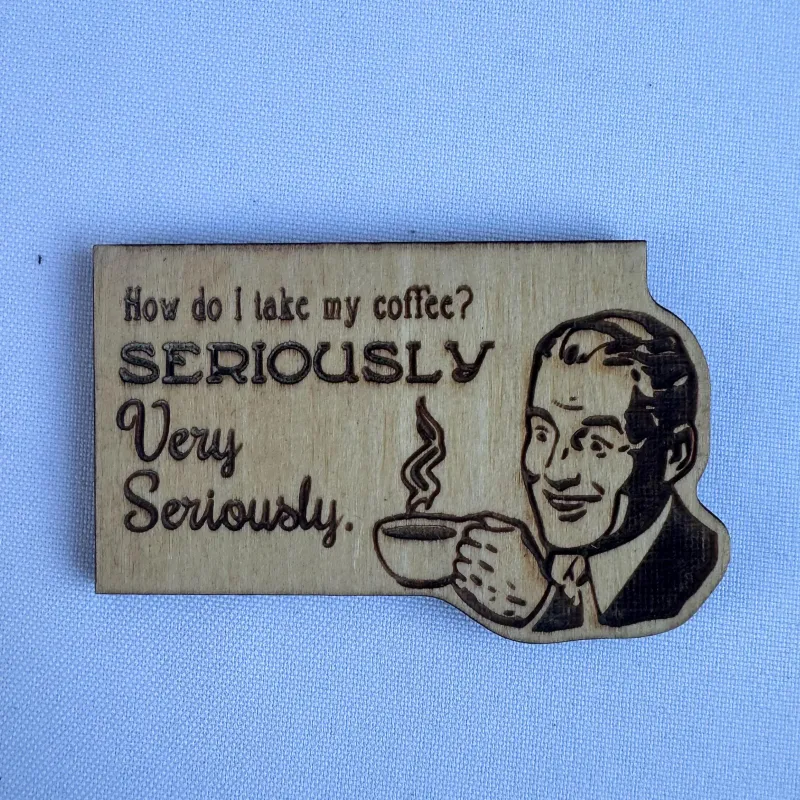 How do I take my coffee?
SERIOUSLY
Very
Seriously.